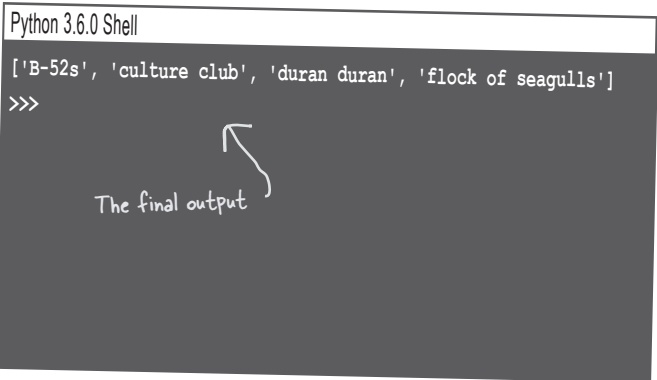 Python 3.6.0 Shell
['B-52s', 'culture club', 'duran duran', 'flock of seagulls']
>>>
The final output